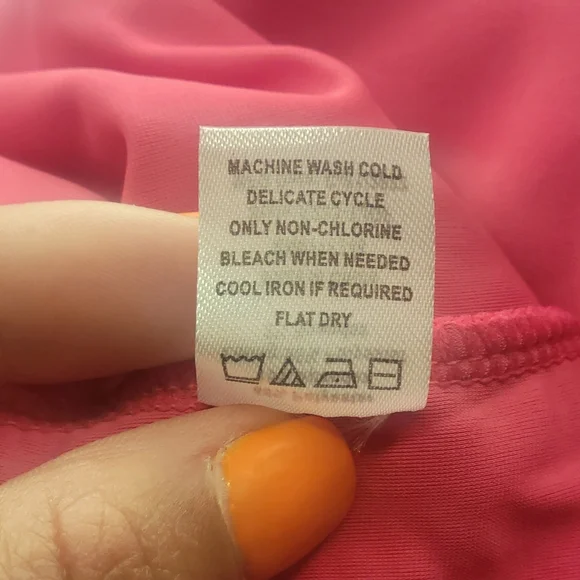 MACHINE WASH COLD
DELICATE CYCLE
ONLY NON-CHLORINE
BLEACH WHEN NEEDED
COOL IRON IF REQUIRED
FLAT DRY